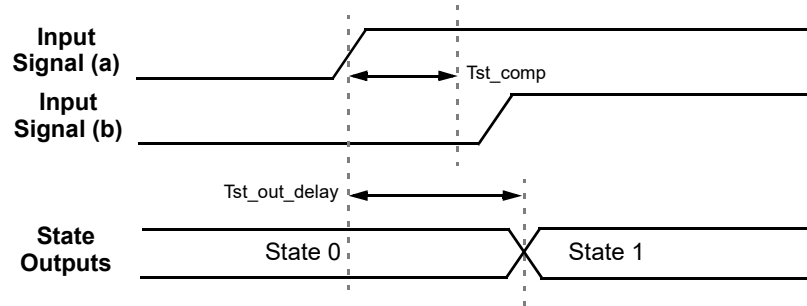 Input
Signal (a)
Tst_comp
Input
Signal (b)
Tst_out_delay
State
Outputs
State 0
State 1